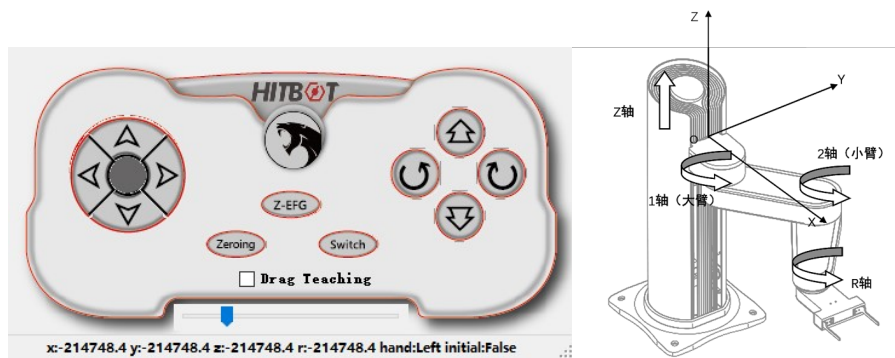 HITBOT
Z-EFG
Zeroing
Switch
Drag Teaching
x:-214748.4 y:-214748.4 z:-214748.4 r:-214748.4 hand:Left initial:False
Z
Y
Z轴
O
2轴（小臂）
1轴（大臂）
X
R轴